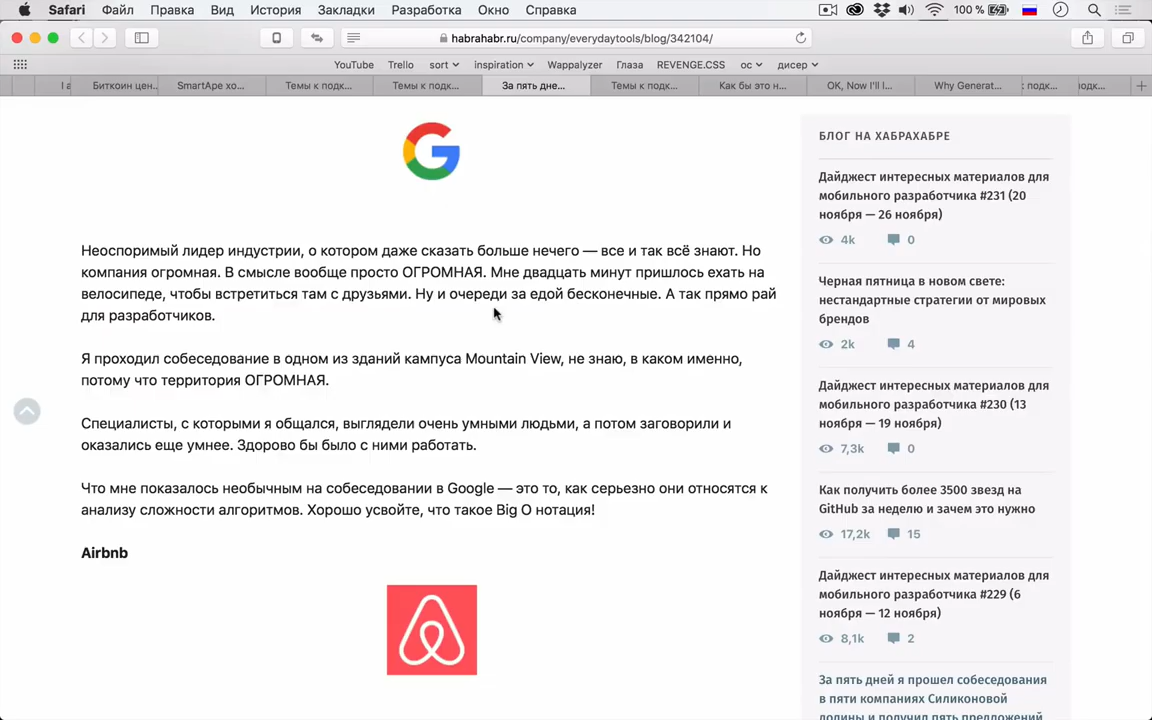 Safari Файл Правка Вид История Закладки Разработка Окно Справка 100 %
habrahabr.ru/company/everydaytools/blog/342104/
YouTube Trello sort inspiration Wappalyzer Глаза REVENGE.CSS ос дисер
I a Биткоин цен... SmartApe хо... Темы к подк... Темы к подк... За пять дне... Темы к подк... Как бы это н... OK, Now I'll I... Why Generat... : подк... юдк...
Неоспоримый лидер индустрии, о котором даже сказать больше нечего — все и так всё знают. Но
компания огромная. В смысле вообще просто ОГРОМНАЯ. Мне двадцать минут пришлось ехать на
велосипеде, чтобы встретиться там с друзьями. Ну и очереди за едой бесконечные. А так прямо рай
для разработчиков.
Я проходил собеседование в одном из зданий кампуса Mountain View, не знаю, в каком именно,
потому что территория ОГРОМНАЯ.
Специалисты, с которыми я общался, выглядели очень умными людьми, а потом заговорили и
оказались еще умнее. Здорово бы было с ними работать.
Что мне показалось необычным на собеседовании в Google — это то, как серьезно они относятся к
анализу сложности алгоритмов. Хорошо усвойте, что такое Big O нотация!
Airbnb
БЛОГ НА ХАБРАХАБРЕ
Дайджест интересных материалов для
мобильного разработчика #231 (20
ноября — 26 ноября)
4k 0
Черная пятница в новом свете:
нестандартные стратегии от мировых
брендов
2k 4
Дайджест интересных материалов для
мобильного разработчика #230 (13
ноября — 19 ноября)
7,3k 0
Как получить более 3500 звезд на
GitHub за неделю и зачем это нужно
17,2k 15
Дайджест интересных материалов для
мобильного разработчика #229 (6
ноября — 12 ноября)
8,1k 2
За пять дней я прошел собеседования
в пяти компаниях Силиконовой
долины и получил пять предложений